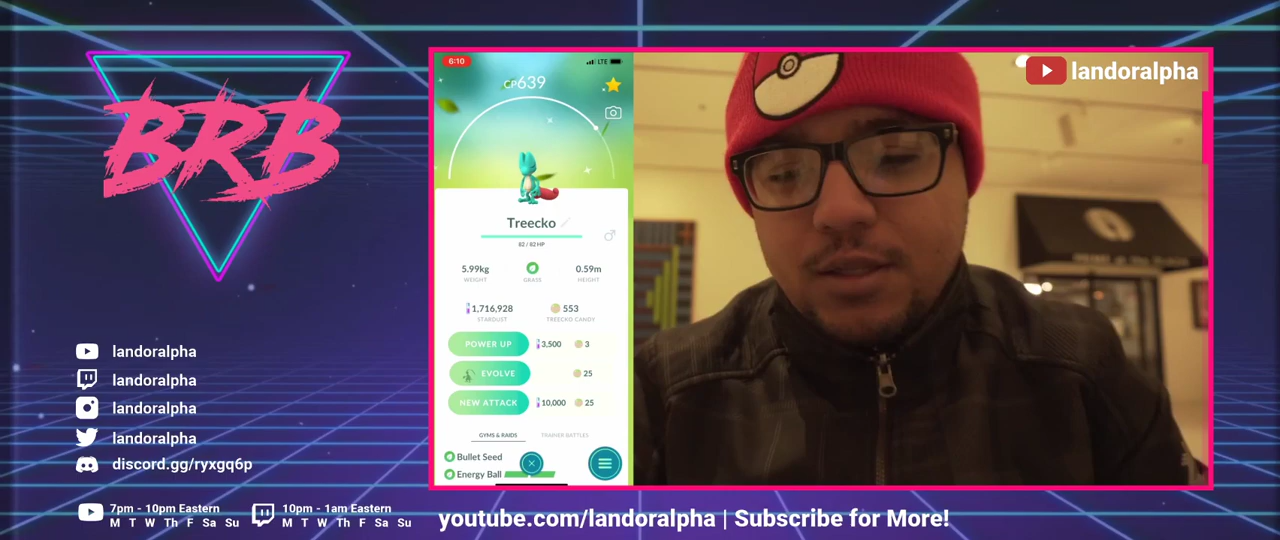 BRB
landoralpha
landoralpha
landoralpha
landoralpha
discord.gg/ryxgq6p
7pm - 10pm Eastern
M T W Th F Sa Su
10pm - 1am Eastern
M T W Th F Sa Su
6:10
LTE
CP639
Treecko
82 / 82 HP
5.99kg
WEIGHT
GRASS
0.59m
HEIGHT
1,716,928
STARDUST
553
TREECKO CANDY
POWER UP 3,500 3
EVOLVE 25
NEW ATTACK 10,000 25
GYMS & RAIDS TRAINER BATTLES
Bullet Seed
Energy Ball
landoralpha
youtube.com/landoralpha | Subscribe for More!